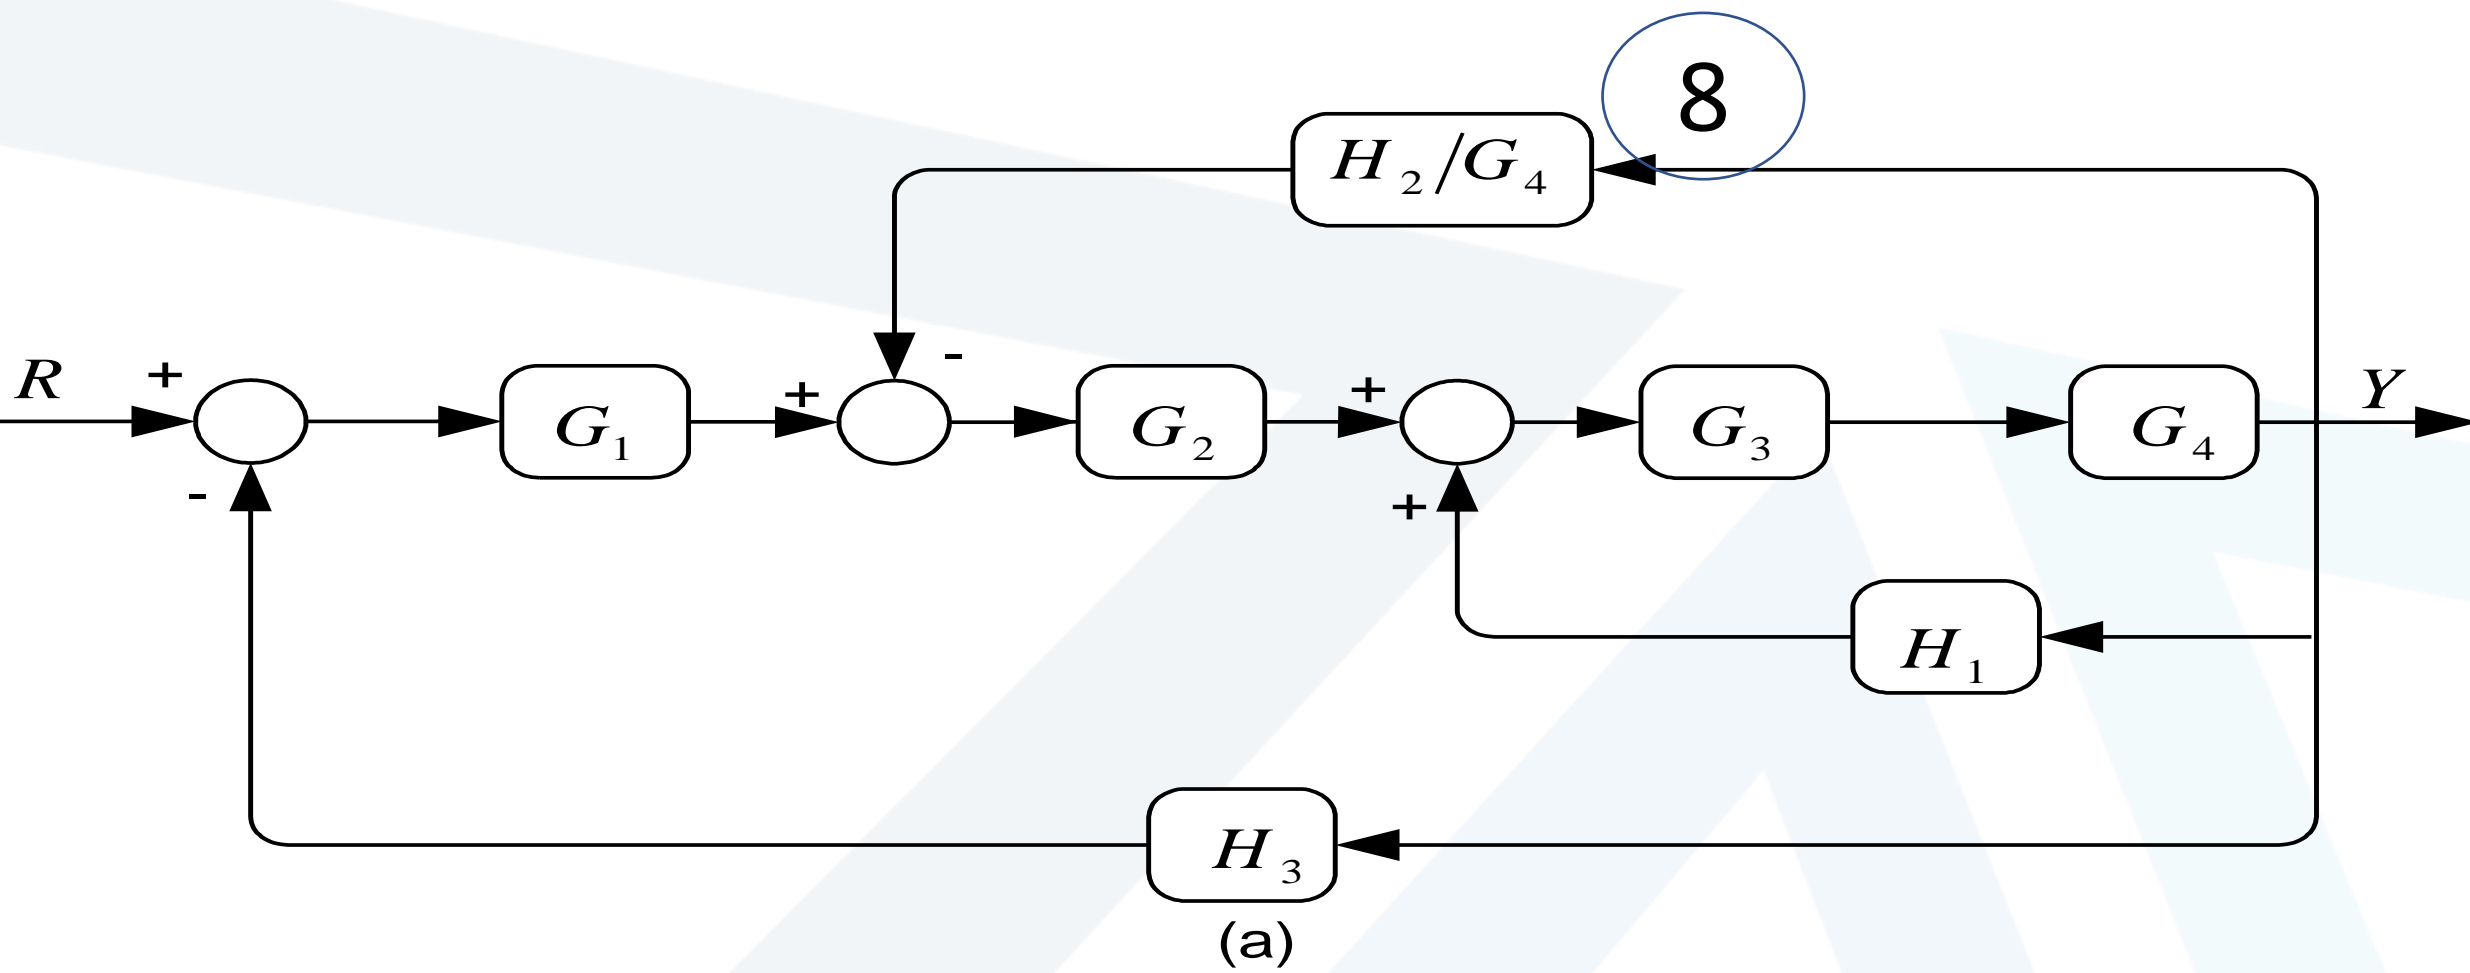 8
H₂/G₄
R + + - + Y
G₁ G₂ G₃ G₄
- +
H₁
H₃
(a)